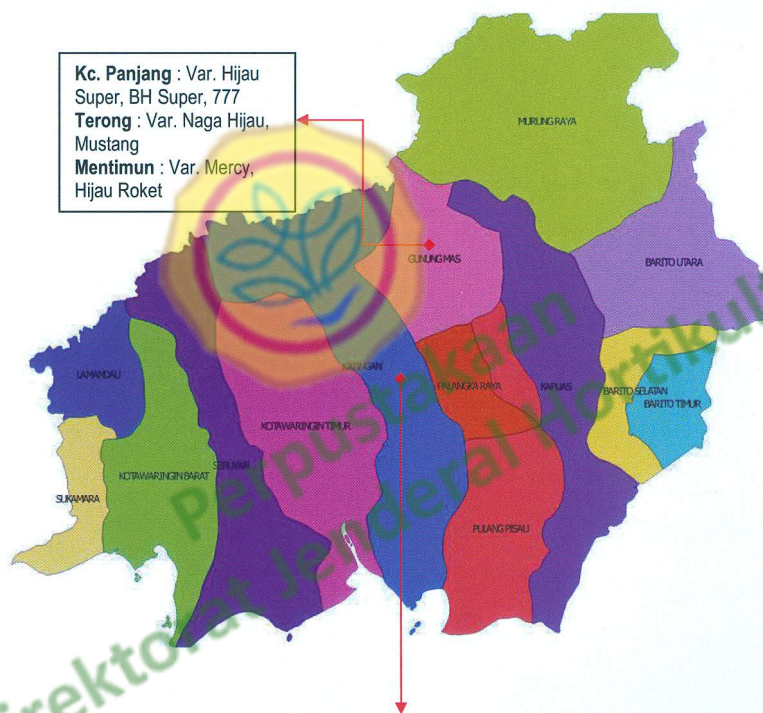 Kc. Panjang : Var. Hijau
Super, BH Super, 777
Terong : Var. Naga Hijau,
Mustang
Mentimun : Var. Mercy,
Hijau Roket
MURUNG RAYA
GUNUNG MAS
BARITO UTARA
LAMANDAU
KATINGAN
PALANGKA RAYA
KAPUAS
BARITO SELATAN
BARITO TIMUR
KOTAWARINGIN TIMUR
SERUYAN
KOTAWARINGIN BARAT
SUKAMARA
PULANG PISAU
Perpustakaan
Direktorat Jenderal Hortikul